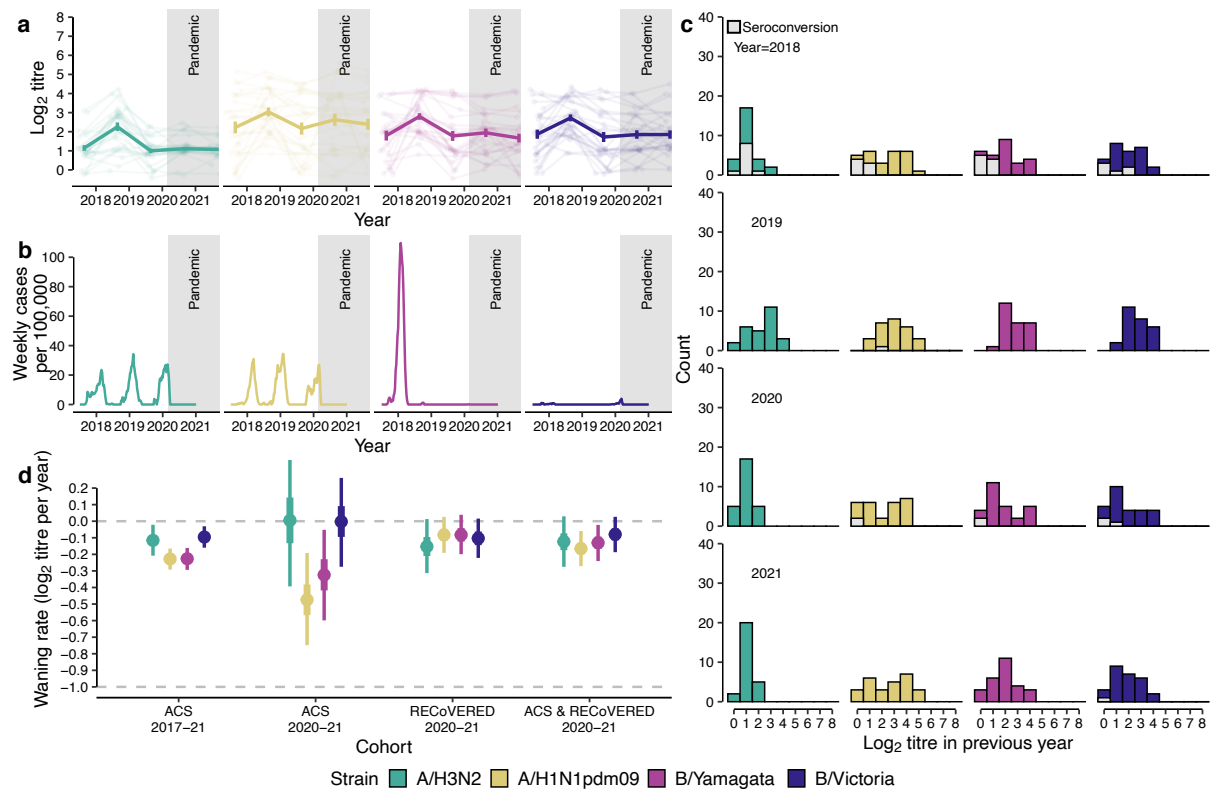 a
Log2 titre
8
7
6
5
4
3
2
1
0
Pandemic
Pandemic
Pandemic
Pandemic
2018 2019 2020 2021
2018 2019 2020 2021
2018 2019 2020 2021
2018 2019 2020 2021
Year
b
Weekly cases
per 100,000
100
80
60
40
20
0
Pandemic
Pandemic
Pandemic
Pandemic
2018 2019 2020 2021
2018 2019 2020 2021
2018 2019 2020 2021
2018 2019 2020 2021
Year
d
Waning rate (log2 titre per year)
0.2
0.1
0.0
−0.1
−0.2
−0.3
−0.4
−0.5
−0.6
−0.7
−0.8
−0.9
−1.0
ACS
2017−21
ACS
2020−21
RECoVERED
2020−21
ACS & RECoVERED
2020−21
Cohort
c
Count
Seroconversion
Year=2018
40
30
20
10
0
2019
40
30
20
10
0
2020
40
30
20
10
0
2021
40
30
20
10
0
0 1 2 3 4 5 6 7 8
0 1 2 3 4 5 6 7 8
0 1 2 3 4 5 6 7 8
0 1 2 3 4 5 6 7 8
Log2 titre in previous year
Strain A/H3N2 A/H1N1pdm09 B/Yamagata B/Victoria